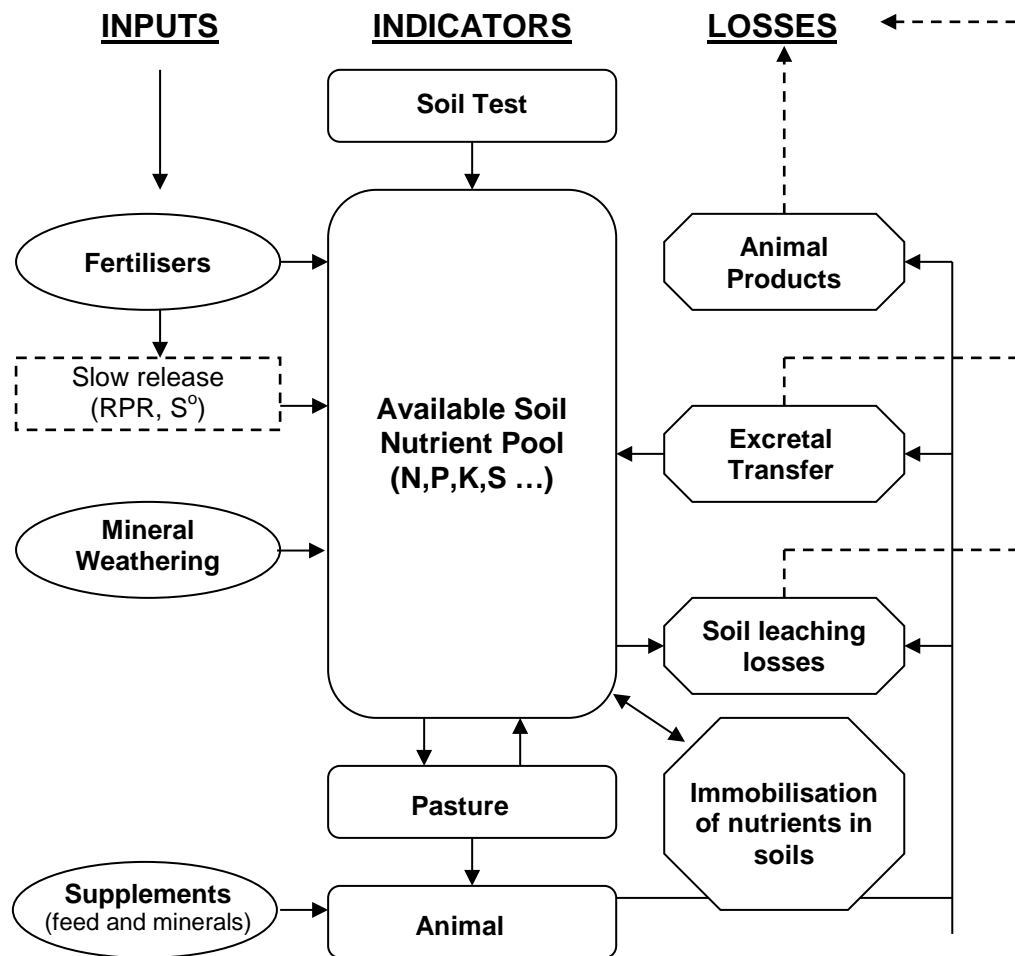 INPUTS
INDICATORS
LOSSES
Soil Test
Fertilisers
Animal
Products
Slow release
(RPR, Sº)
Available Soil
Nutrient Pool
(N,P,K,S …)
Excretal
Transfer
Mineral
Weathering
Soil leaching
losses
Pasture
Immobilisation
of nutrients in
soils
Supplements
(feed and minerals)
Animal